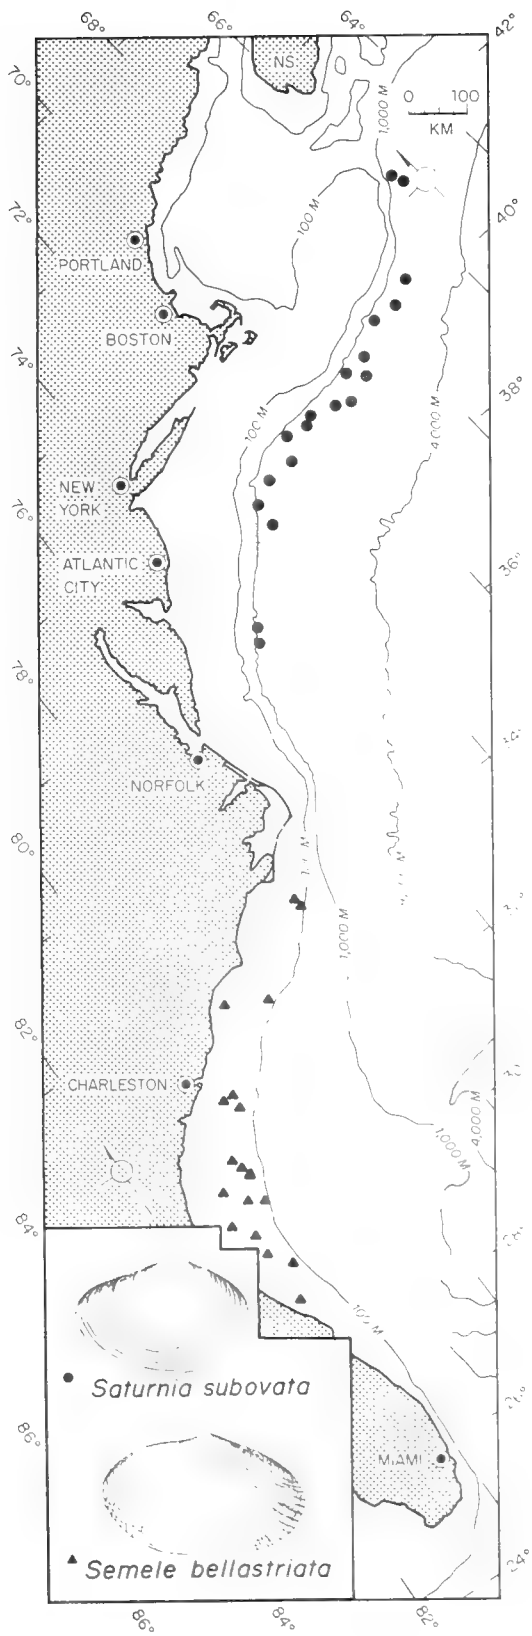 68°
66°
64°
42°
70°
NS
1,000 M
0 100
KM
100 M
40°
72°
PORTLAND
BOSTON
74°
38°
100 M
4,000 M
NEW
YORK
76°
ATLANTIC
CITY
36°
78°
NORFOLK
80°
1,000 M
82°
CHARLESTON
4,000 M
1,000 M
84°
100 M
Saturnia subovata
86°
MIAMI
Semele bellastriata
86°
84°
82°